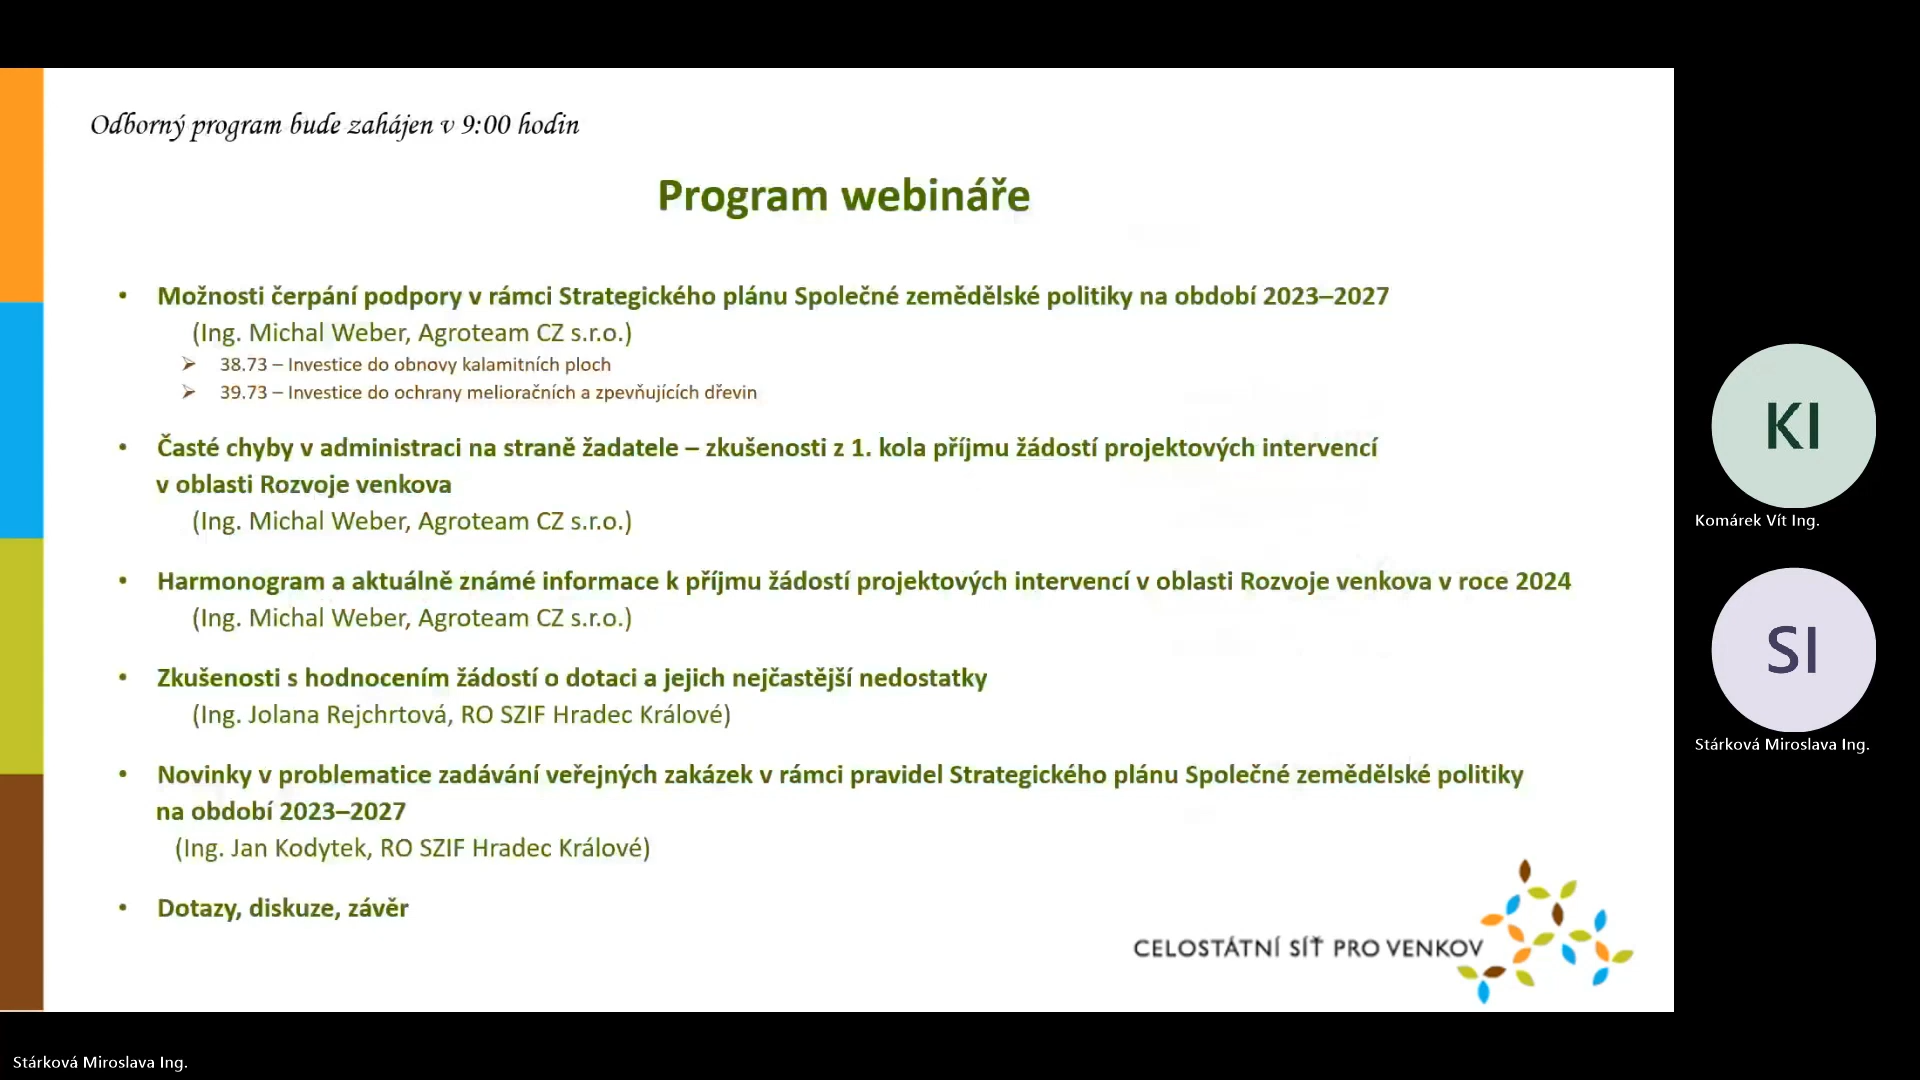 Odborný program bude zahájen v 9:00 hodin
Program webináře
• Možnosti čerpání podpory v rámci Strategického plánu Společné zemědělské politiky na období 2023–2027
(Ing. Michal Weber, Agroteam CZ s.r.o.)
➢ 38.73 – Investice do obnovy kalamitních ploch
➢ 39.73 – Investice do ochrany melioračních a zpevňujících dřevin
• Časté chyby v administraci na straně žadatele – zkušenosti z 1. kola příjmu žádostí projektových intervencí
v oblasti Rozvoje venkova
(Ing. Michal Weber, Agroteam CZ s.r.o.)
• Harmonogram a aktuálně známé informace k příjmu žádostí projektových intervencí v oblasti Rozvoje venkova v roce 2024
(Ing. Michal Weber, Agroteam CZ s.r.o.)
• Zkušenosti s hodnocením žádostí o dotaci a jejich nejčastější nedostatky
(Ing. Jolana Rejchrtová, RO SZIF Hradec Králové)
• Novinky v problematice zadávání veřejných zakázek v rámci pravidel Strategického plánu Společné zemědělské politiky
na období 2023–2027
(Ing. Jan Kodytek, RO SZIF Hradec Králové)
• Dotazy, diskuze, závěr
CELOSTÁTNÍ SÍŤ PRO VENKOV
KI
Komárek Vít Ing.
SI
Stárková Miroslava Ing.
Stárková Miroslava Ing.